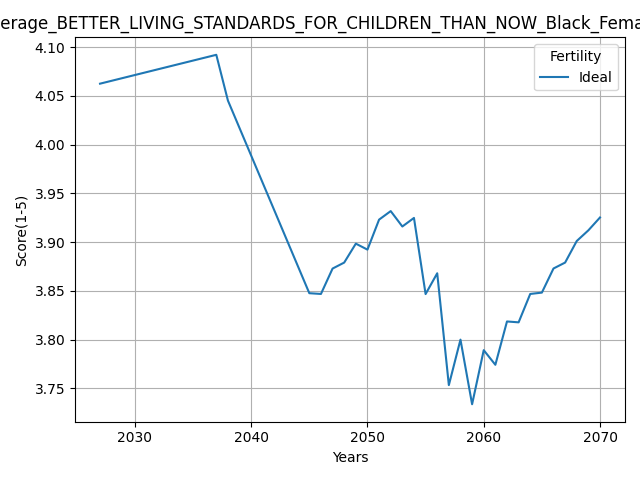 erage_BETTER_LIVING_STANDARDS_FOR_CHILDREN_THAN_NOW_Black_Fema
4.10
4.05
4.00
3.95
3.90
3.85
3.80
3.75
Score(1-5)
Fertility
Ideal
2030 2040 2050 2060 2070
Years